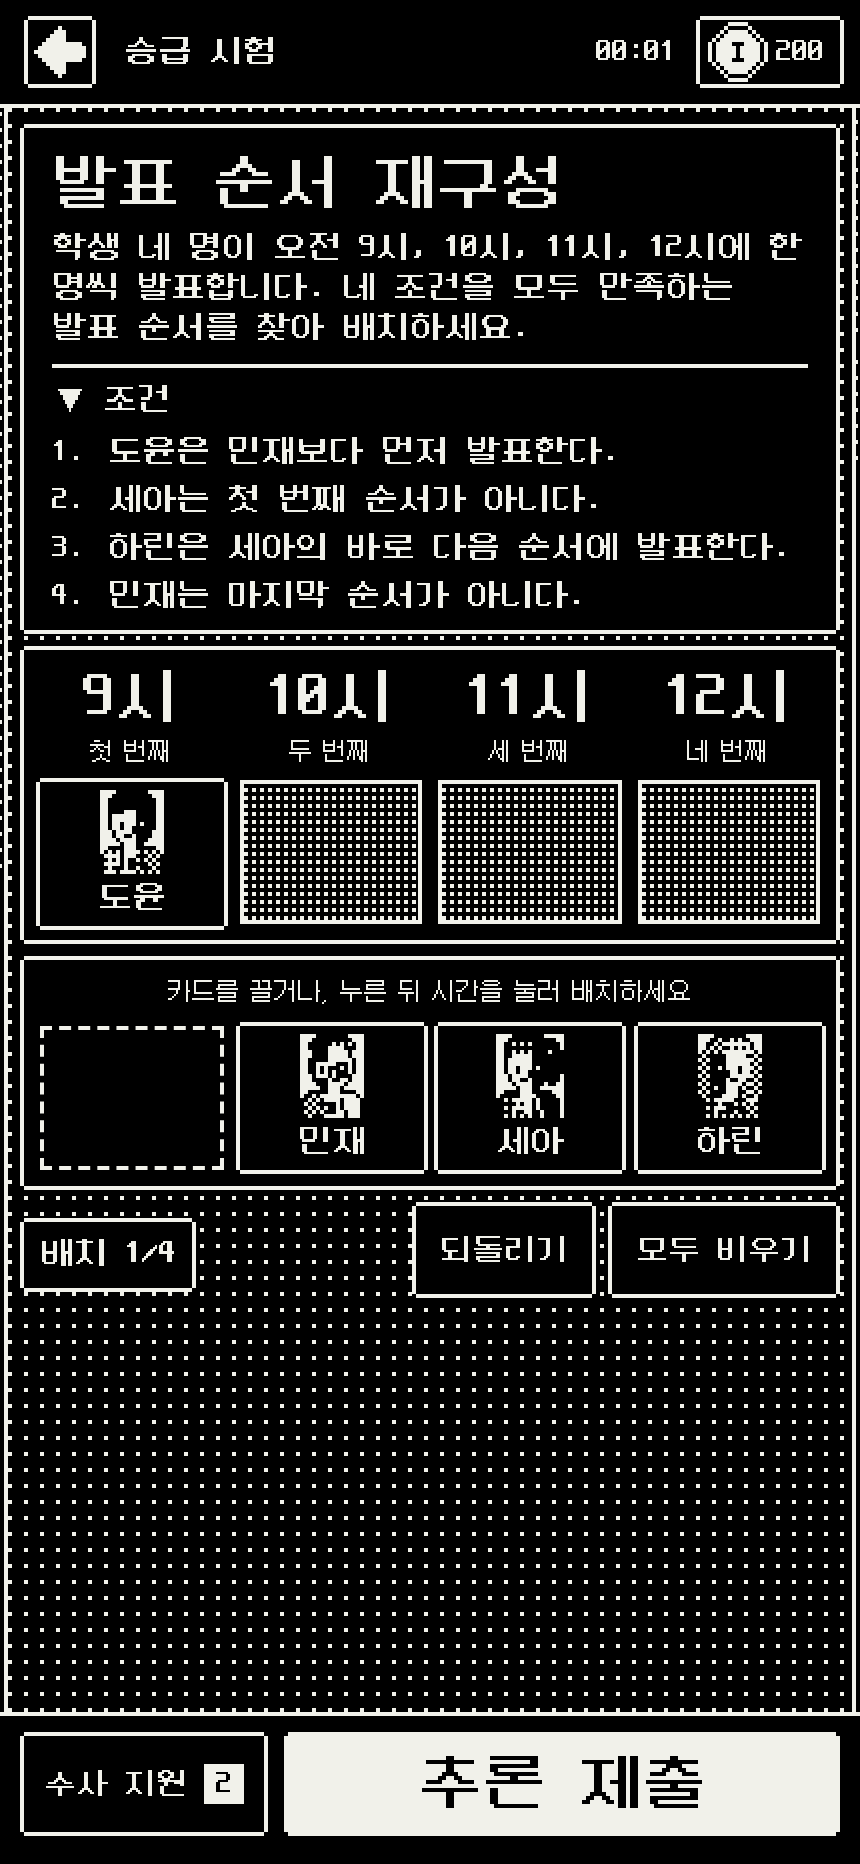 승급 시험
00:01
I 200
발표 순서 재구성
학생 네 명이 오전 9시, 10시, 11시, 12시에 한
명씩 발표합니다. 네 조건을 모두 만족하는
발표 순서를 찾아 배치하세요.
▼ 조건
1. 도윤은 민재보다 먼저 발표한다.
2. 세아는 첫 번째 순서가 아니다.
3. 하린은 세아의 바로 다음 순서에 발표한다.
4. 민재는 마지막 순서가 아니다.
9시 10시 11시 12시
첫 번째 두 번째 세 번째 네 번째
도윤
카드를 끌거나, 누른 뒤 시간을 눌러 배치하세요
민재 세아 하린
배치 1/4 되돌리기 모두 비우기
수사 지원 2 추론 제출